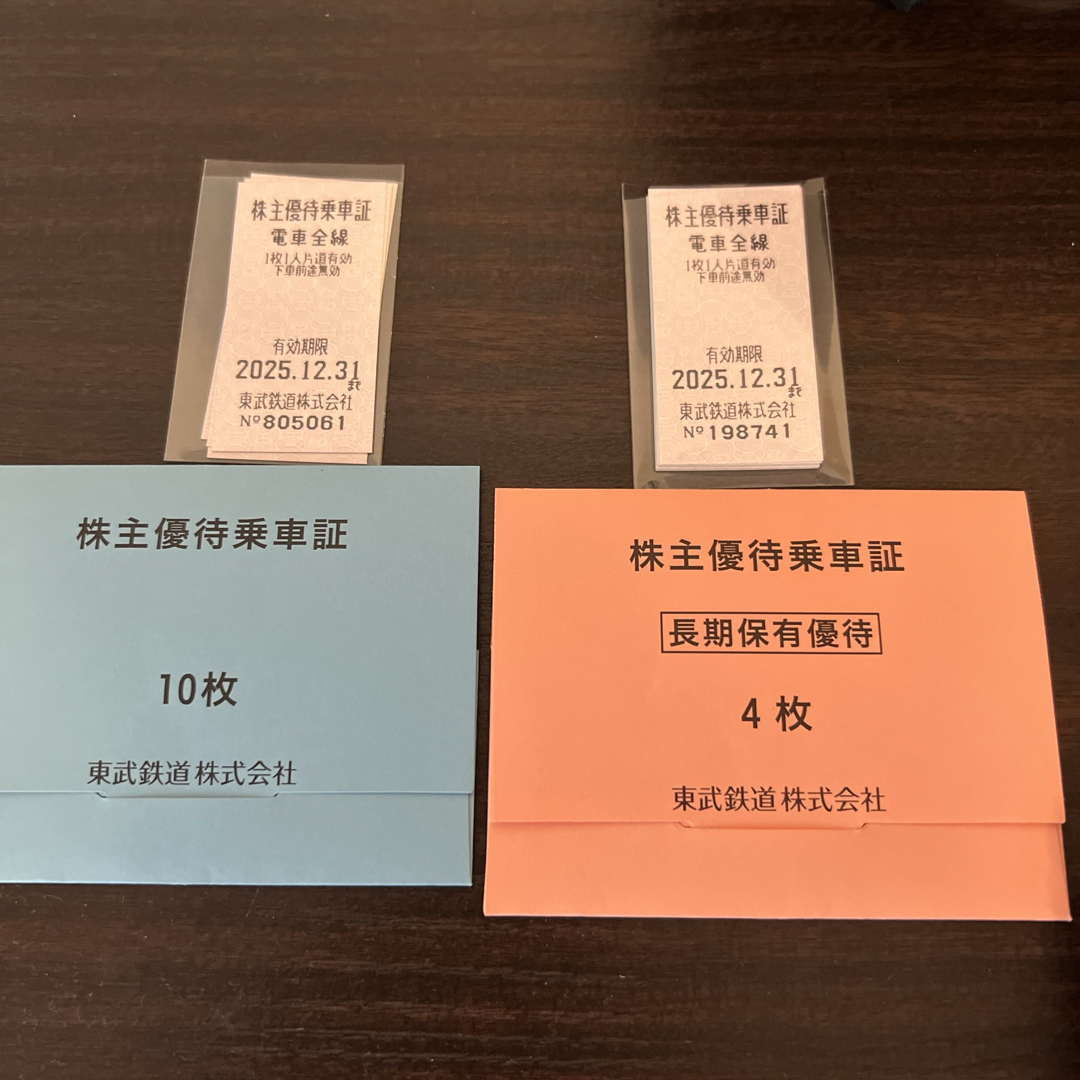 株主優待乗車証
電車全線
1枚1人片道有効
下車前途無効
有効期限
2025.12.31
まで
東武鉄道株式会社
Nº805061
株主優待乗車証
電車全線
1枚1人片道有効
下車前途無効
有効期限
2025.12.31
まで
東武鉄道株式会社
Nº198741
株主優待乗車証
10枚
東武鉄道株式会社
株主優待乗車証
長期保有優待
4枚
東武鉄道株式会社